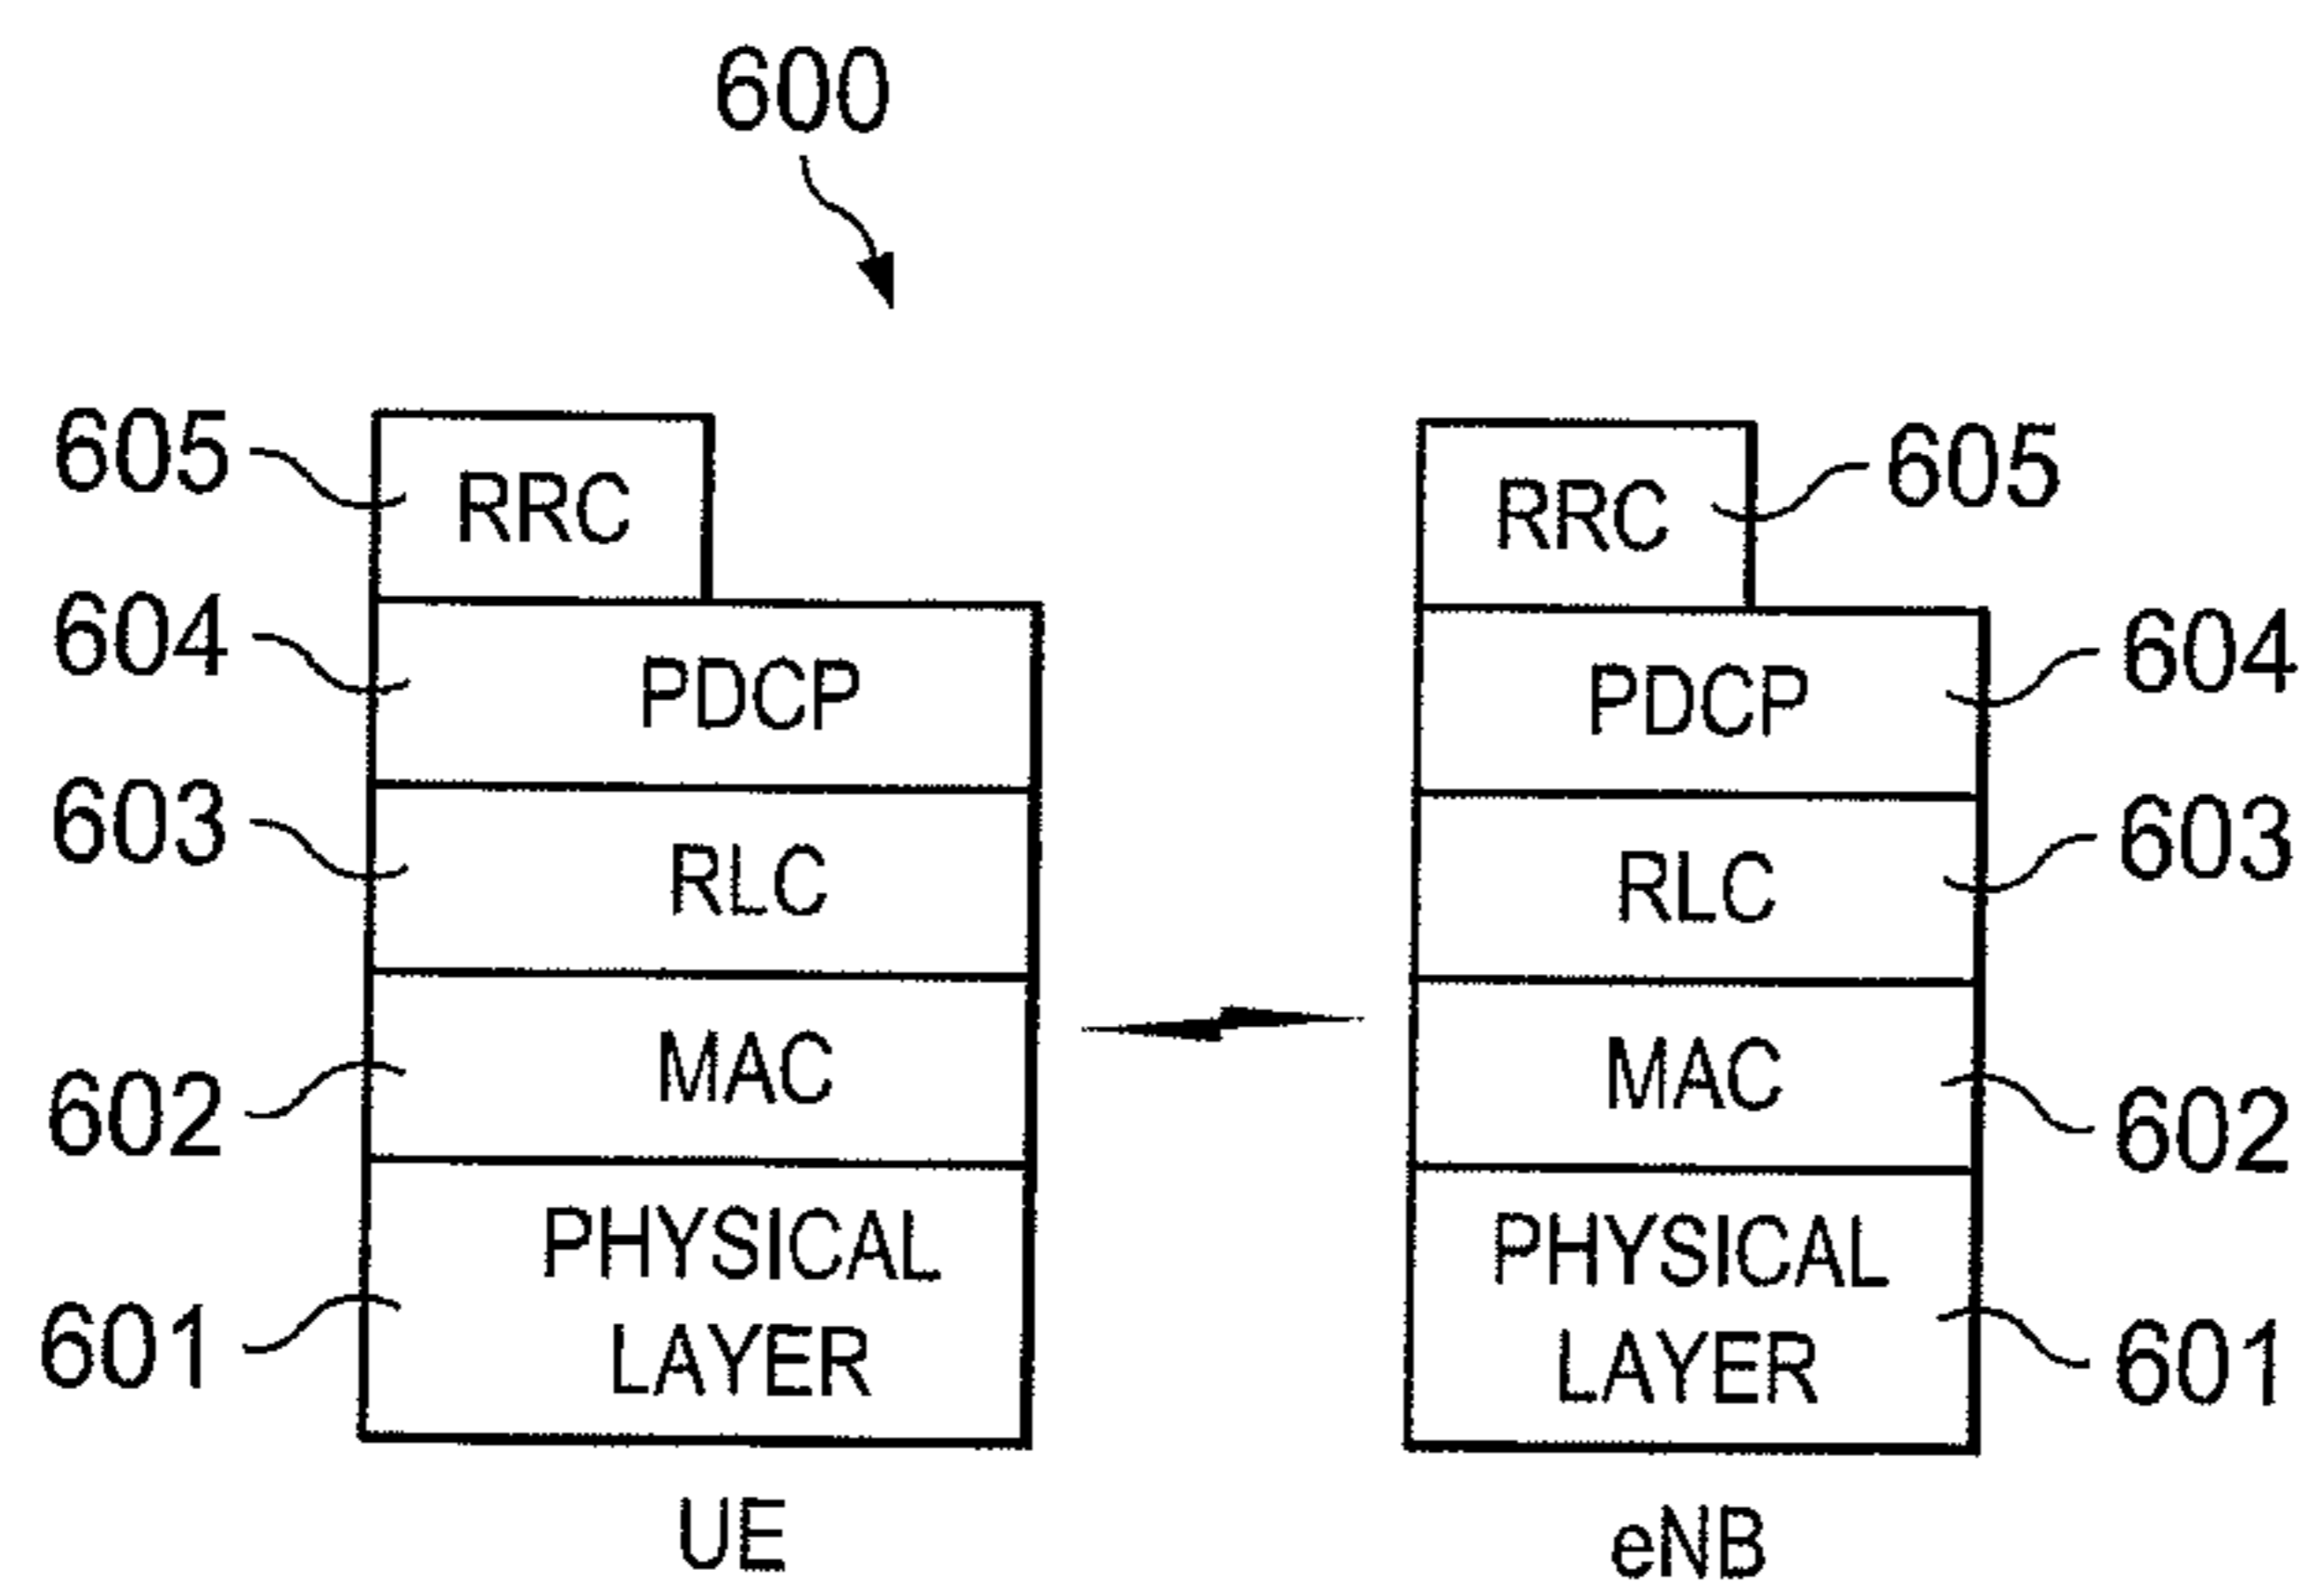 600
605 RRC RRC 605
604 PDCP PDCP 604
603 RLC RLC 603
602 MAC MAC 602
PHYSICAL PHYSICAL
601 LAYER LAYER 601
UE eNB